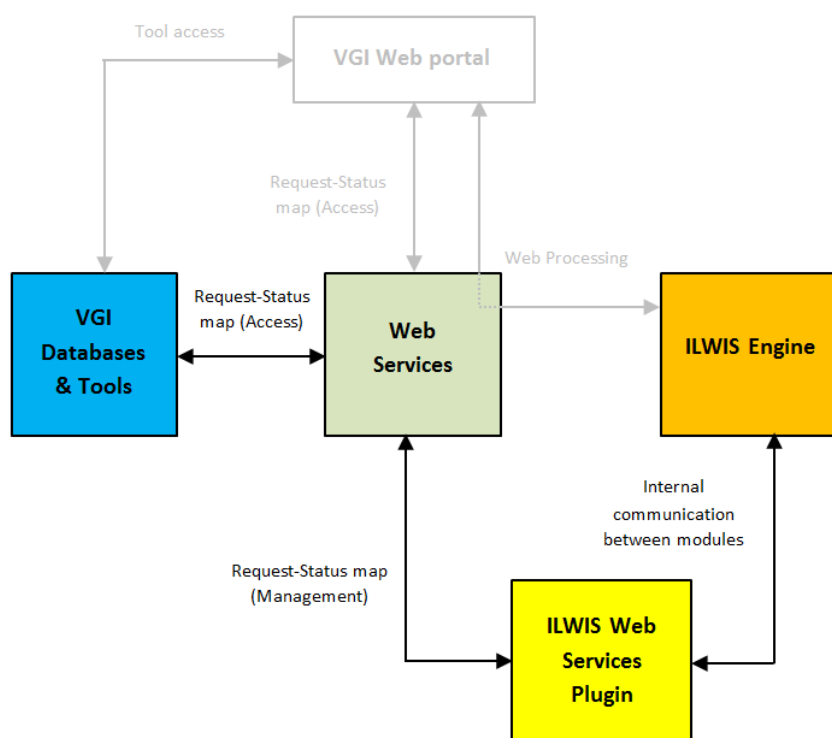 Tool access
VGI Web portal
Request-Status
map (Access)
Web Processing
Request-Status
map (Access)
VGI
Databases
& Tools
Web
Services
ILWIS Engine
Internal
communication
between modules
Request-Status map
(Management)
ILWIS Web
Services
Plugin